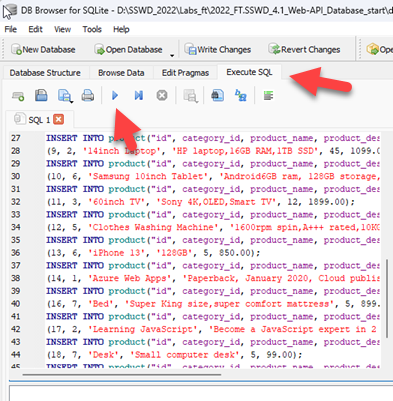 DB Browser for SQLite - D:\SSWD_2022\Labs_ft\2022_FT.SSWD_4.1_Web-API_Database_start\d
File Edit View Tools Help
New Database Open Database Write Changes Revert Changes Ope
Database Structure Browse Data Edit Pragmas Execute SQL
SQL 1
27 INSERT INTO product("id", category_id, product_name, product_des
28 (9, 2, '14inch Laptop', 'HP laptop,16GB RAM,1TB SSD', 45, 1099.0
29 INSERT INTO product("id", category_id, product_name, product_des
30 (10, 6, 'Samsung 10inch Tablet', 'Android6GB ram, 128GB storage,
31 INSERT INTO product("id", category_id, product_name, product_des
32 (11, 3, '60inch TV', 'Sony 4K,OLED,Smart TV', 12, 1899.00);
33 INSERT INTO product("id", category_id, product_name, product_des
34 (12, 5, 'Clothes Washing Machine', '1600rpm spin,A+++ rated,10KG
35 INSERT INTO product("id", category_id, product_name, product_des
36 (13, 6, 'iPhone 13', '128GB', 5, 850.00);
37 INSERT INTO product("id", category_id, product_name, product_des
38 (14, 1, 'Azure Web Apps', 'Paperback, January 2020, Cloud publis
39 INSERT INTO product("id", category_id, product_name, product_des
40 (16, 7, 'Bed', 'Super King size,super comfort mattress', 5, 899.
41 INSERT INTO product("id", category_id, product_name, product_des
42 (17, 2, 'Learning JavaScript', 'Become a JavaScript expert in 2
43 INSERT INTO product("id", category_id, product_name, product_des
44 (18, 7, 'Desk', 'Small computer desk', 5, 99.00);
45 INSERT INTO product("id", category_id, product_name, product_des